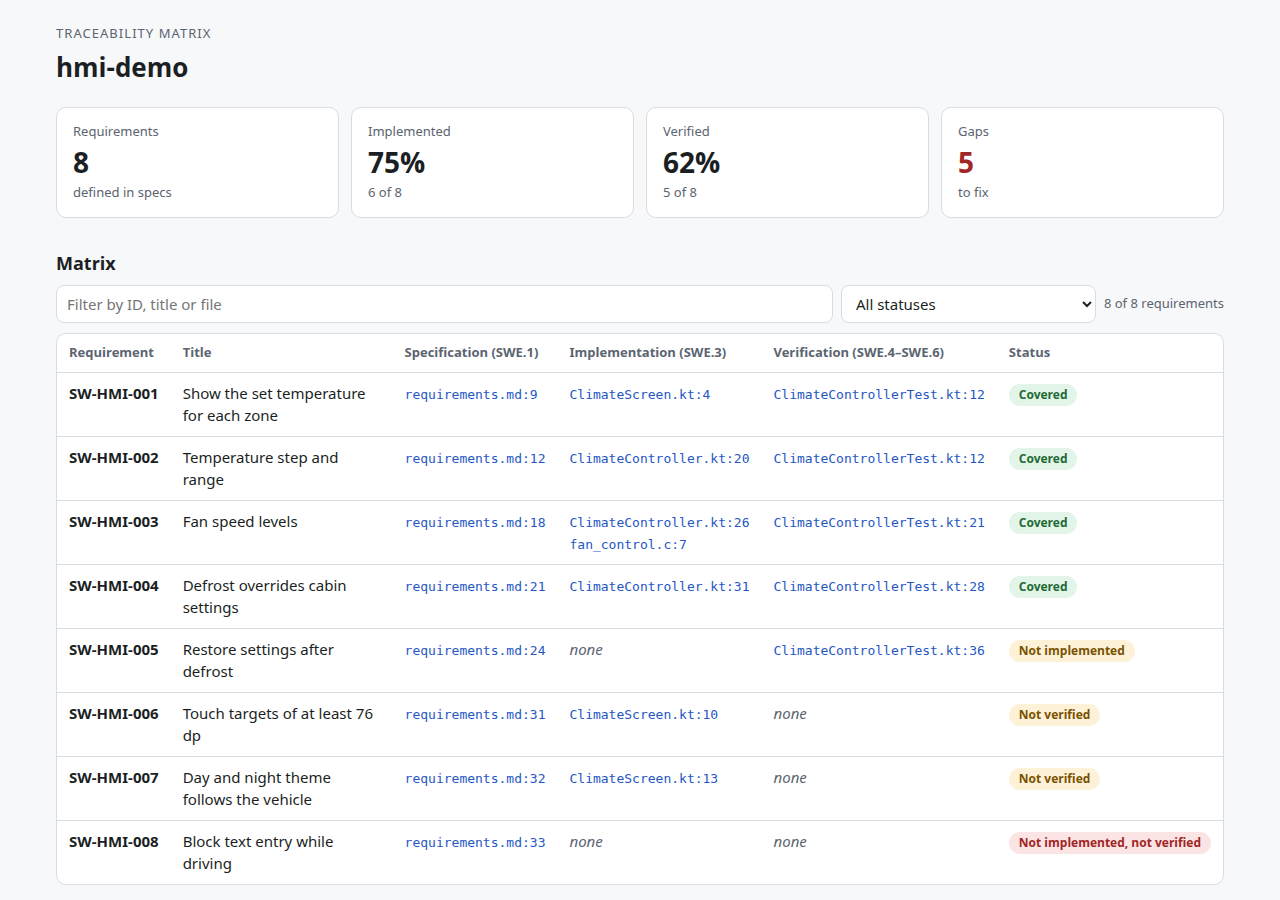 TRACEABILITY MATRIX
hmi-demo
Requirements
8
defined in specs
Implemented
75%
6 of 8
Verified
62%
5 of 8
Gaps
5
to fix
Matrix
Filter by ID, title or file
All statuses
8 of 8 requirements
Requirement Title Specification (SWE.1) Implementation (SWE.3) Verification (SWE.4–SWE.6) Status
SW-HMI-001 Show the set temperature requirements.md:9 ClimateScreen.kt:4 ClimateControllerTest.kt:12 Covered
for each zone
SW-HMI-002 Temperature step and requirements.md:12 ClimateController.kt:20 ClimateControllerTest.kt:12 Covered
range
SW-HMI-003 Fan speed levels requirements.md:18 ClimateController.kt:26 ClimateControllerTest.kt:21 Covered
fan_control.c:7
SW-HMI-004 Defrost overrides cabin requirements.md:21 ClimateController.kt:31 ClimateControllerTest.kt:28 Covered
settings
SW-HMI-005 Restore settings after requirements.md:24 none ClimateControllerTest.kt:36 Not implemented
defrost
SW-HMI-006 Touch targets of at least 76 requirements.md:31 ClimateScreen.kt:10 none Not verified
dp
SW-HMI-007 Day and night theme requirements.md:32 ClimateScreen.kt:13 none Not verified
follows the vehicle
SW-HMI-008 Block text entry while requirements.md:33 none none Not implemented, not verified
driving